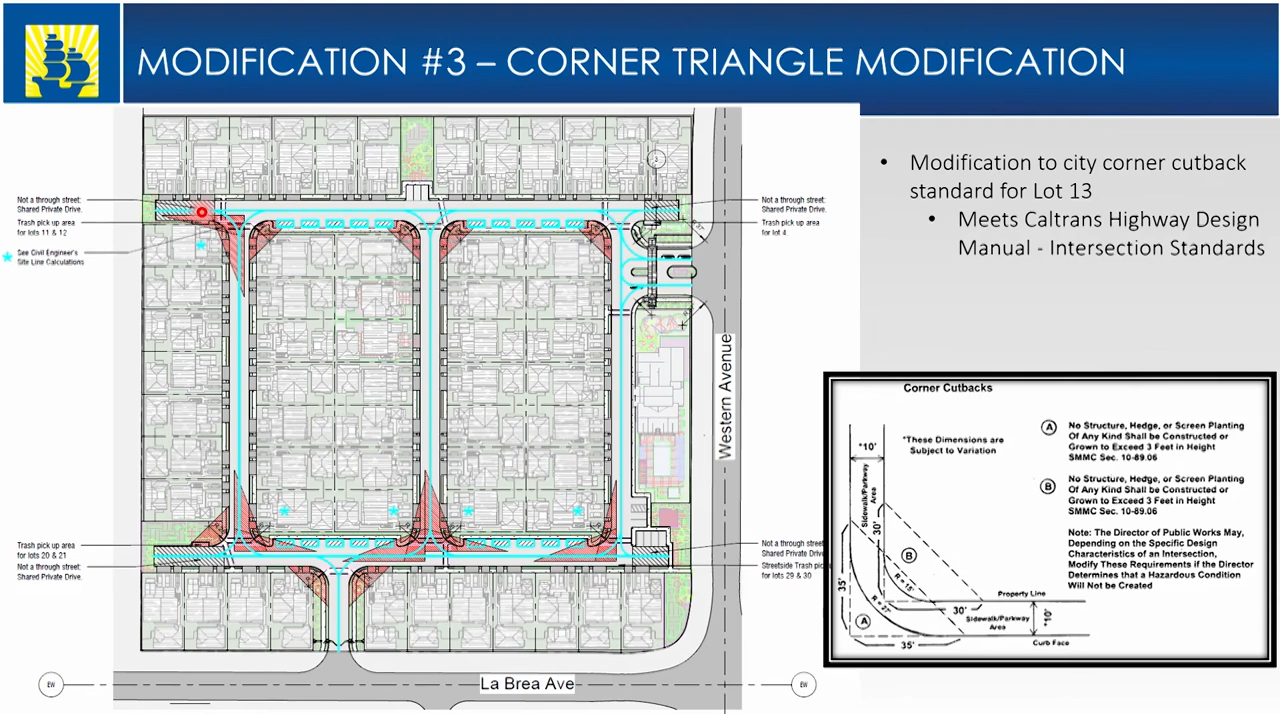 MODIFICATION #3 – CORNER TRIANGLE MODIFICATION
• Modification to city corner cutback
standard for Lot 13
• Meets Caltrans Highway Design
Manual - Intersection Standards
Not a through street:
Shared Private Drive.
Trash pick up area
for lots 11 & 12
See Civil Engineer's
Site Line Calculations
Not a through street:
Shared Private Drive.
Trash pick up area
for lot 4
Western Avenue
Trash pick up area
for lots 20 & 21
Not a through street:
Shared Private Drive.
Not a through street
Shared Private Drive.
Streetside Trash pic
for lots 29 & 30
EW
La Brea Ave
EW
Corner Cutbacks
*10'
*These Dimensions are
Subject to Variation
Sidewalk/Parkway
Area
30'
35'
B
R = 15'
R = 27'
A
30'
35'
Property Line
Sidewalk/Parkway
Area
*10'
Curb Face
A No Structure, Hedge, or Screen Planting
Of Any Kind Shall be Constructed or
Grown to Exceed 3 Feet in Height
SMMC Sec. 10-89.06
B No Structure, Hedge, or Screen Planting
Of Any Kind Shall be Constructed or
Grown to Exceed 3 Feet in Height
SMMC Sec. 10-89.06
Note: The Director of Public Works May,
Depending on the Specific Design
Characteristics of an Intersection,
Modify These Requirements if the Director
Determines that a Hazardous Condition
Will Not be Created